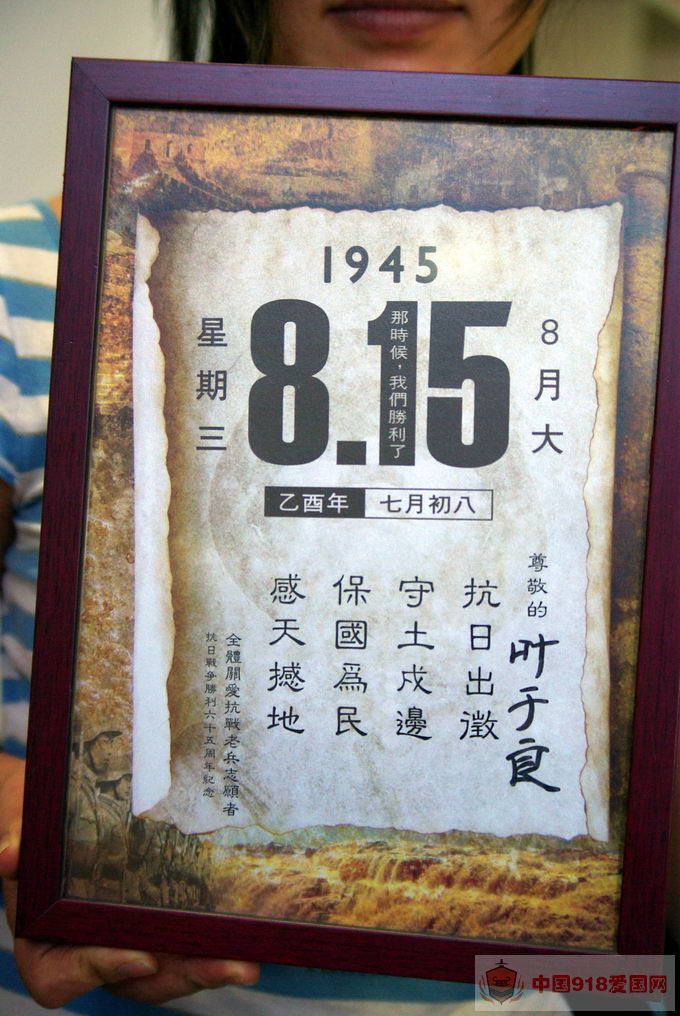 1945
星期三
8.15
那時候，我們勝利了
8月大
乙酉年 七月初八
尊敬的
叶于良
抗日出徵
守土戍邊
保國爲民
感天撼地
全體關愛抗戰老兵志願者
抗日戰爭勝利六十五周年紀念
中国918爱国网